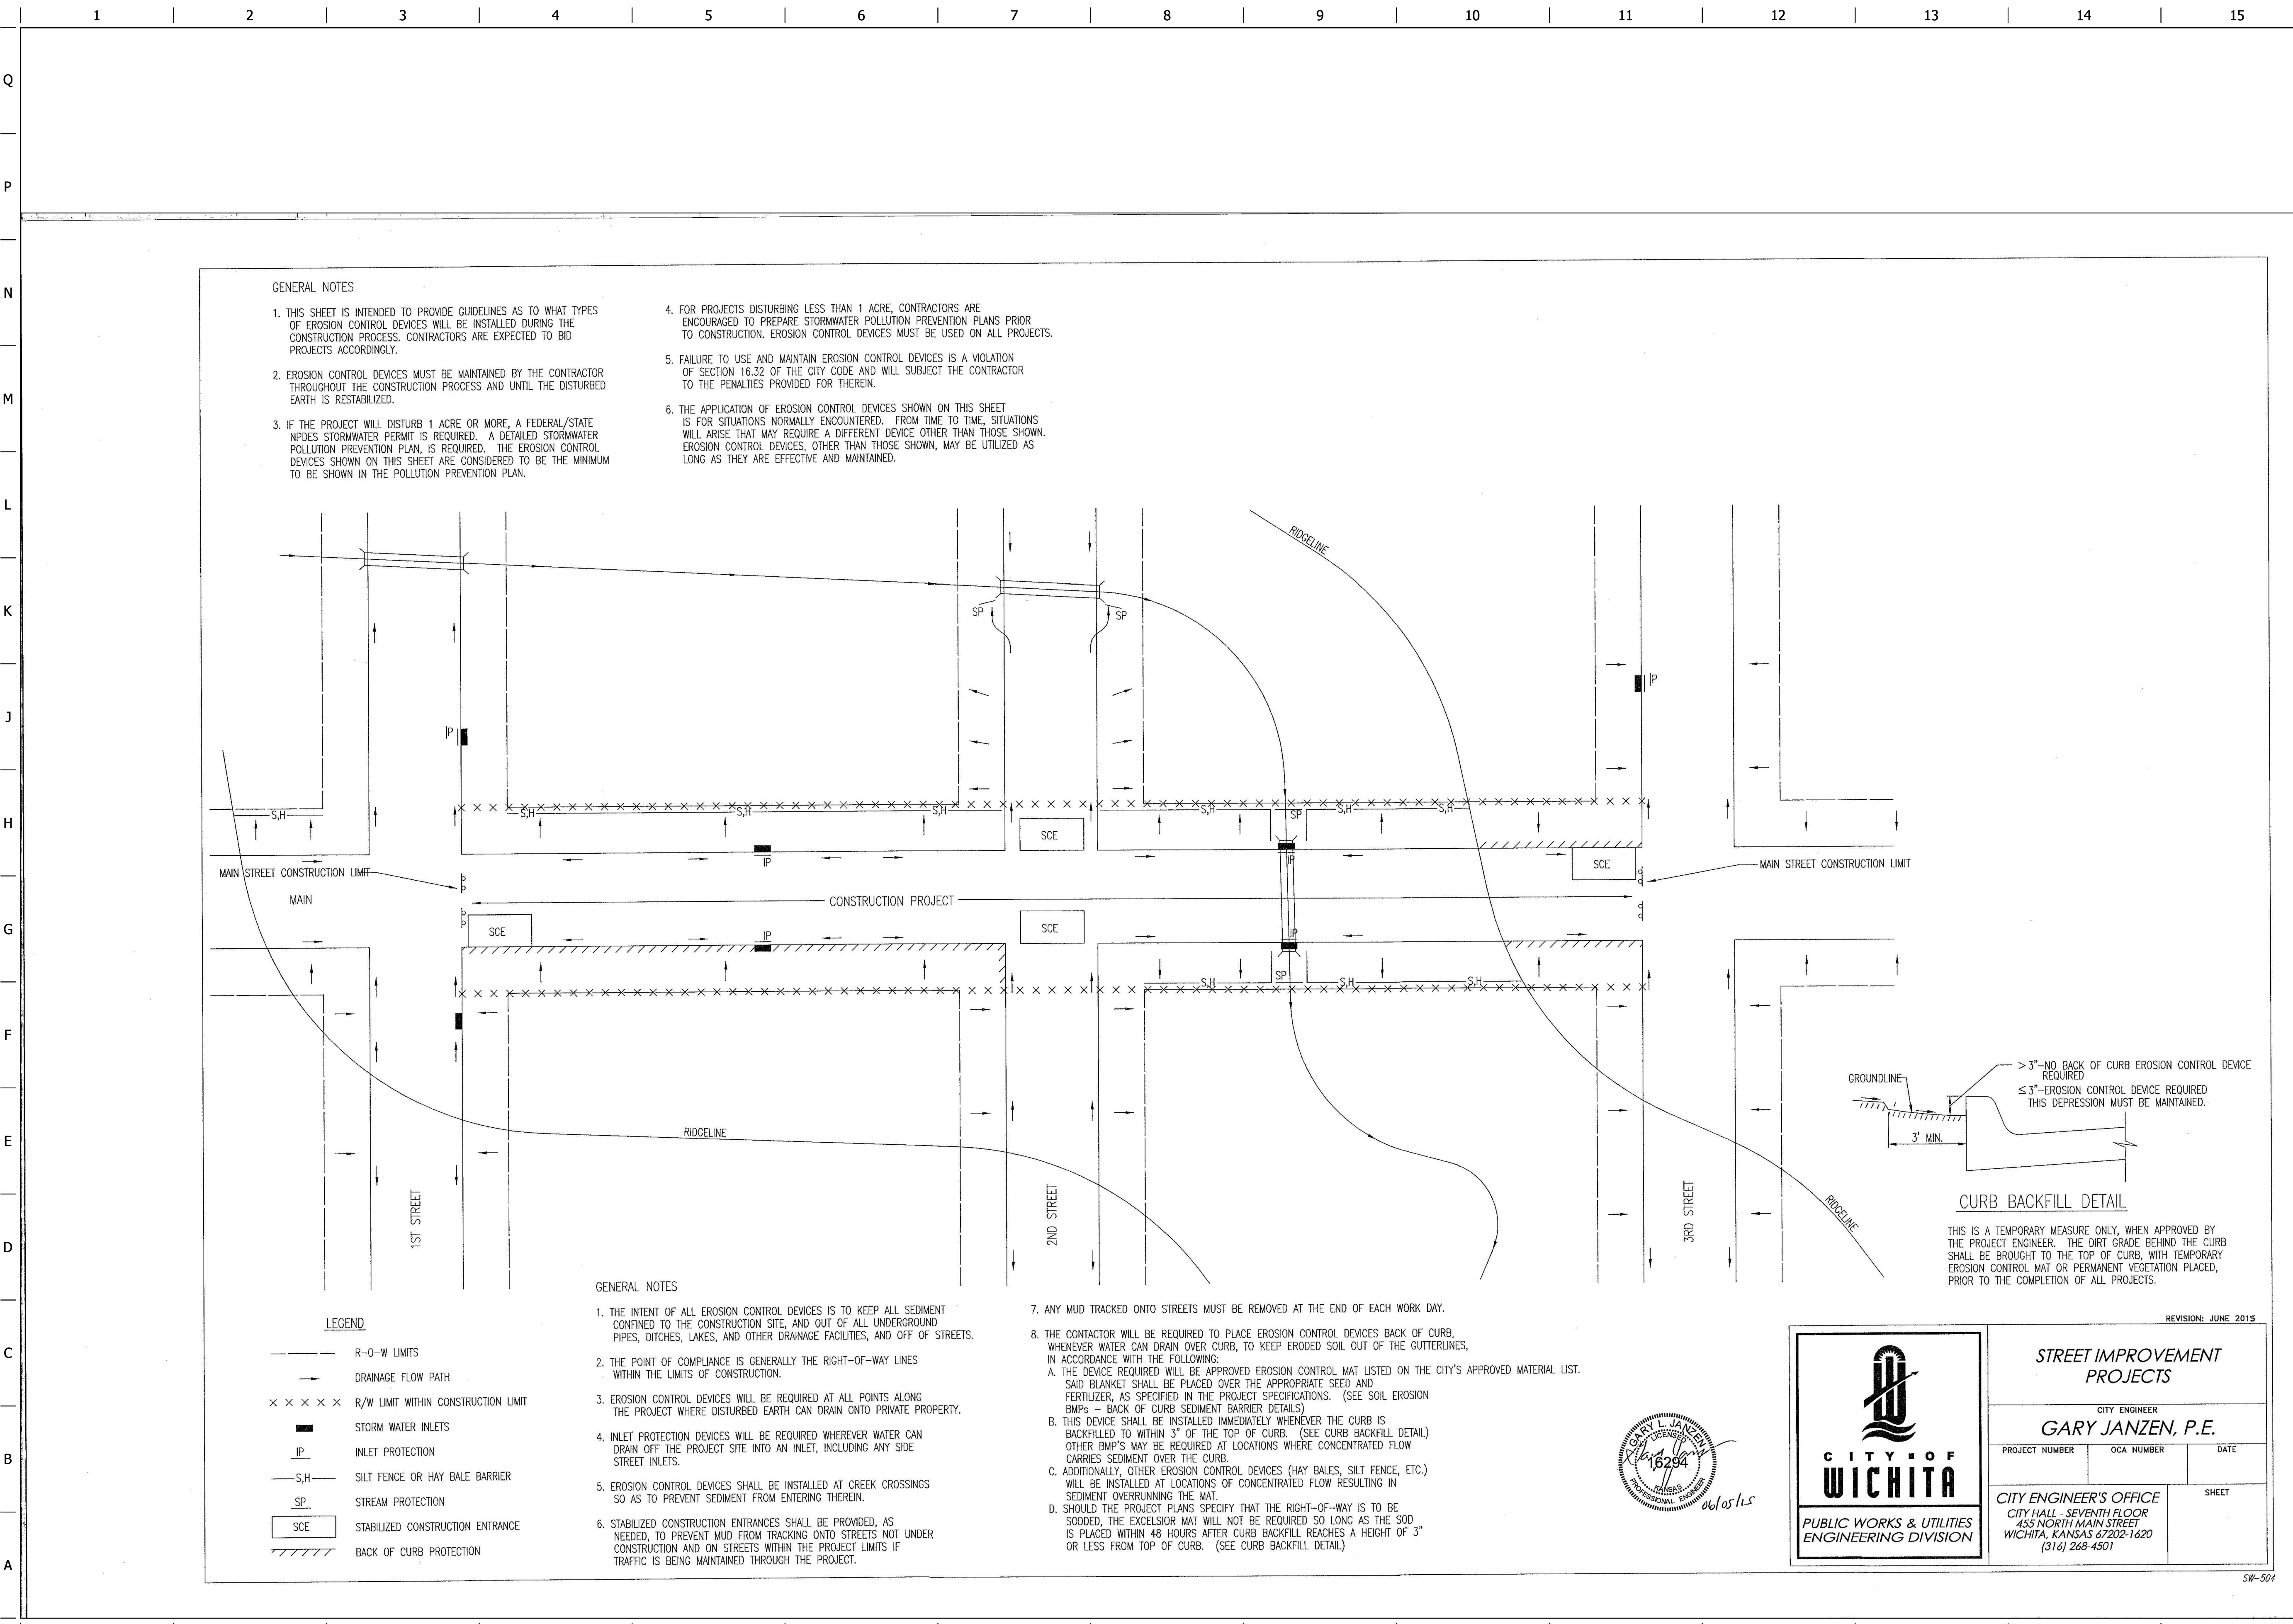 1 2 3 4 5 6 7 8 9 10 11 12 13 14 15
Q
P
N
M
L
K
J
H
G
F
E
D
C
B
A
GENERAL NOTES
1. THIS SHEET IS INTENDED TO PROVIDE GUIDELINES AS TO WHAT TYPES
OF EROSION CONTROL DEVICES WILL BE INSTALLED DURING THE
CONSTRUCTION PROCESS. CONTRACTORS ARE EXPECTED TO BID
PROJECTS ACCORDINGLY.
2. EROSION CONTROL DEVICES MUST BE MAINTAINED BY THE CONTRACTOR
THROUGHOUT THE CONSTRUCTION PROCESS AND UNTIL THE DISTURBED
EARTH IS RESTABILIZED.
3. IF THE PROJECT WILL DISTURB 1 ACRE OR MORE, A FEDERAL/STATE
NPDES STORMWATER PERMIT IS REQUIRED. A DETAILED STORMWATER
POLLUTION PREVENTION PLAN, IS REQUIRED. THE EROSION CONTROL
DEVICES SHOWN ON THIS SHEET ARE CONSIDERED TO BE THE MINIMUM
TO BE SHOWN IN THE POLLUTION PREVENTION PLAN.
4. FOR PROJECTS DISTURBING LESS THAN 1 ACRE, CONTRACTORS ARE
ENCOURAGED TO PREPARE STORMWATER POLLUTION PREVENTION PLANS PRIOR
TO CONSTRUCTION. EROSION CONTROL DEVICES MUST BE USED ON ALL PROJECTS.
5. FAILURE TO USE AND MAINTAIN EROSION CONTROL DEVICES IS A VIOLATION
OF SECTION 16.32 OF THE CITY CODE AND WILL SUBJECT THE CONTRACTOR
TO THE PENALTIES PROVIDED FOR THEREIN.
6. THE APPLICATION OF EROSION CONTROL DEVICES SHOWN ON THIS SHEET
IS FOR SITUATIONS NORMALLY ENCOUNTERED. FROM TIME TO TIME, SITUATIONS
WILL ARISE THAT MAY REQUIRE A DIFFERENT DEVICE OTHER THAN THOSE SHOWN.
EROSION CONTROL DEVICES, OTHER THAN THOSE SHOWN, MAY BE UTILIZED AS
LONG AS THEY ARE EFFECTIVE AND MAINTAINED.
RIDGELINE
SP SP
IP
IP
S,H S,H S,H S,H S,H SP S,H S,H
SCE
IP IP SCE
MAIN STREET CONSTRUCTION LIMIT
MAIN STREET CONSTRUCTION LIMIT
MAIN
CONSTRUCTION PROJECT
SCE IP SCE IP
S,H SP S,H S,H
RIDGELINE
RIDGELINE
1ST STREET
2ND STREET
3RD STREET
GROUNDLINE
> 3"-NO BACK OF CURB EROSION CONTROL DEVICE
REQUIRED
≤ 3"-EROSION CONTROL DEVICE REQUIRED
THIS DEPRESSION MUST BE MAINTAINED.
3' MIN.
CURB BACKFILL DETAIL
THIS IS A TEMPORARY MEASURE ONLY, WHEN APPROVED BY
THE PROJECT ENGINEER. THE DIRT GRADE BEHIND THE CURB
SHALL BE BROUGHT TO THE TOP OF CURB, WITH TEMPORARY
EROSION CONTROL MAT OR PERMANENT VEGETATION PLACED,
PRIOR TO THE COMPLETION OF ALL PROJECTS.
LEGEND
R-O-W LIMITS
DRAINAGE FLOW PATH
X X X X X R/W LIMIT WITHIN CONSTRUCTION LIMIT
STORM WATER INLETS
IP INLET PROTECTION
S,H SILT FENCE OR HAY BALE BARRIER
SP STREAM PROTECTION
SCE STABILIZED CONSTRUCTION ENTRANCE
BACK OF CURB PROTECTION
GENERAL NOTES
1. THE INTENT OF ALL EROSION CONTROL DEVICES IS TO KEEP ALL SEDIMENT
CONFINED TO THE CONSTRUCTION SITE, AND OUT OF ALL UNDERGROUND
PIPES, DITCHES, LAKES, AND OTHER DRAINAGE FACILITIES, AND OFF OF STREETS.
2. THE POINT OF COMPLIANCE IS GENERALLY THE RIGHT-OF-WAY LINES
WITHIN THE LIMITS OF CONSTRUCTION.
3. EROSION CONTROL DEVICES WILL BE REQUIRED AT ALL POINTS ALONG
THE PROJECT WHERE DISTURBED EARTH CAN DRAIN ONTO PRIVATE PROPERTY.
4. INLET PROTECTION DEVICES WILL BE REQUIRED WHEREVER WATER CAN
DRAIN OFF THE PROJECT SITE INTO AN INLET, INCLUDING ANY SIDE
STREET INLETS.
5. EROSION CONTROL DEVICES SHALL BE INSTALLED AT CREEK CROSSINGS
SO AS TO PREVENT SEDIMENT FROM ENTERING THEREIN.
6. STABILIZED CONSTRUCTION ENTRANCES SHALL BE PROVIDED, AS
NEEDED, TO PREVENT MUD FROM TRACKING ONTO STREETS NOT UNDER
CONSTRUCTION AND ON STREETS WITHIN THE PROJECT LIMITS IF
TRAFFIC IS BEING MAINTAINED THROUGH THE PROJECT.
7. ANY MUD TRACKED ONTO STREETS MUST BE REMOVED AT THE END OF EACH WORK DAY.
8. THE CONTACTOR WILL BE REQUIRED TO PLACE EROSION CONTROL DEVICES BACK OF CURB,
WHENEVER WATER CAN DRAIN OVER CURB, TO KEEP ERODED SOIL OUT OF THE GUTTERLINES,
IN ACCORDANCE WITH THE FOLLOWING:
A. THE DEVICE REQUIRED WILL BE APPROVED EROSION CONTROL MAT LISTED ON THE CITY'S APPROVED MATERIAL LIST.
SAID BLANKET SHALL BE PLACED OVER THE APPROPRIATE SEED AND
FERTILIZER, AS SPECIFIED IN THE PROJECT SPECIFICATIONS. (SEE SOIL EROSION
BMPs - BACK OF CURB SEDIMENT BARRIER DETAILS)
B. THIS DEVICE SHALL BE INSTALLED IMMEDIATELY WHENEVER THE CURB IS
BACKFILLED TO WITHIN 3" OF THE TOP OF CURB. (SEE CURB BACKFILL DETAIL)
OTHER BMP'S MAY BE REQUIRED AT LOCATIONS WHERE CONCENTRATED FLOW
CARRIES SEDIMENT OVER THE CURB.
C. ADDITIONALLY, OTHER EROSION CONTROL DEVICES (HAY BALES, SILT FENCE, ETC.)
WILL BE INSTALLED AT LOCATIONS OF CONCENTRATED FLOW RESULTING IN
SEDIMENT OVERRUNNING THE MAT.
D. SHOULD THE PROJECT PLANS SPECIFY THAT THE RIGHT-OF-WAY IS TO BE
SODDED, THE EXCELSIOR MAT WILL NOT BE REQUIRED SO LONG AS THE SOD
IS PLACED WITHIN 48 HOURS AFTER CURB BACKFILL REACHES A HEIGHT OF 3"
OR LESS FROM TOP OF CURB. (SEE CURB BACKFILL DETAIL)
GARY L. JANZEN
LICENSED
16294
KANSAS
PROFESSIONAL ENGINEER
06/05/15
REVISION: JUNE 2015
CITY OF
WICHITA
PUBLIC WORKS & UTILITIES
ENGINEERING DIVISION
STREET IMPROVEMENT
PROJECTS
CITY ENGINEER
GARY JANZEN, P.E.
PROJECT NUMBER OCA NUMBER DATE
CITY ENGINEER'S OFFICE
CITY HALL - SEVENTH FLOOR
455 NORTH MAIN STREET
WICHITA, KANSAS 67202-1620
(316) 268-4501
SHEET
SW-504